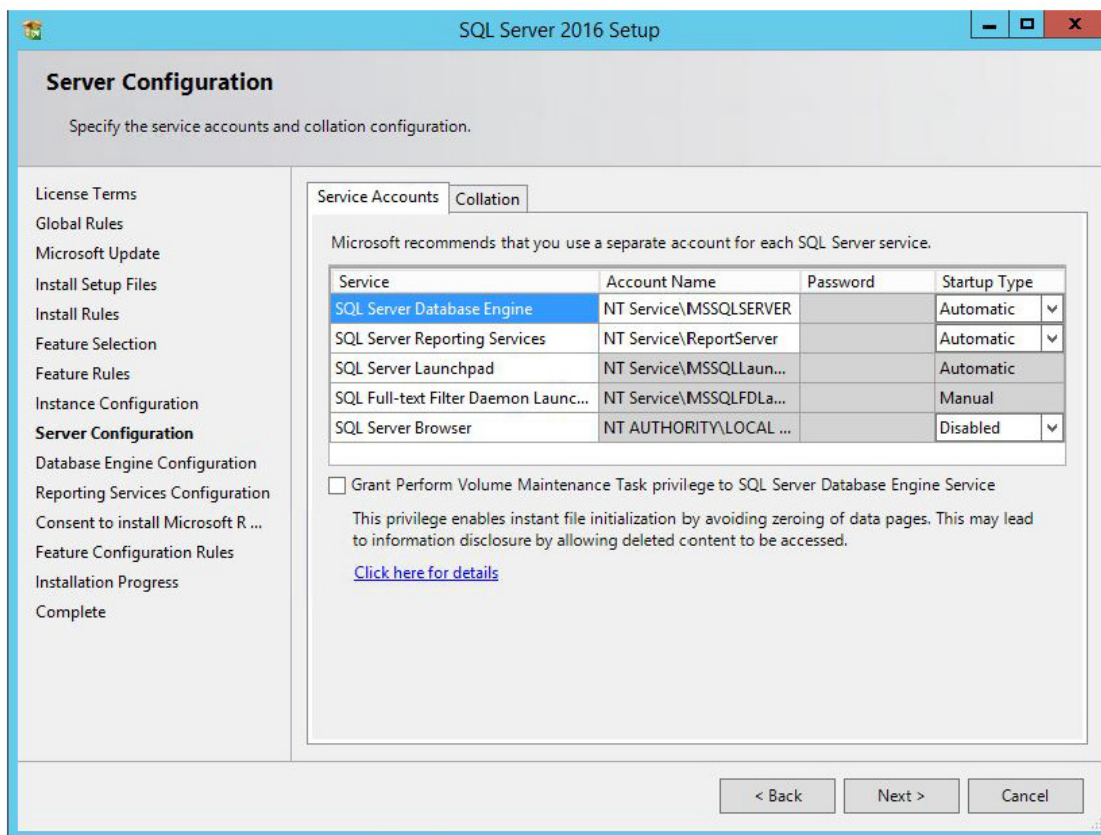 SQL Server 2016 Setup
Server Configuration
Specify the service accounts and collation configuration.
License Terms
Global Rules
Microsoft Update
Install Setup Files
Install Rules
Feature Selection
Feature Rules
Instance Configuration
Server Configuration
Database Engine Configuration
Reporting Services Configuration
Consent to install Microsoft R ...
Feature Configuration Rules
Installation Progress
Complete
Service Accounts Collation
Microsoft recommends that you use a separate account for each SQL Server service.
Service Account Name Password Startup Type
SQL Server Database Engine NT Service\MSSQLSERVER Automatic
SQL Server Reporting Services NT Service\ReportServer Automatic
SQL Server Launchpad NT Service\MSSQLLaun... Automatic
SQL Full-text Filter Daemon Launc... NT Service\MSSQLFDLa... Manual
SQL Server Browser NT AUTHORITY\LOCAL ... Disabled
Grant Perform Volume Maintenance Task privilege to SQL Server Database Engine Service
This privilege enables instant file initialization by avoiding zeroing of data pages. This may lead
to information disclosure by allowing deleted content to be accessed.
Click here for details
< Back Next > Cancel